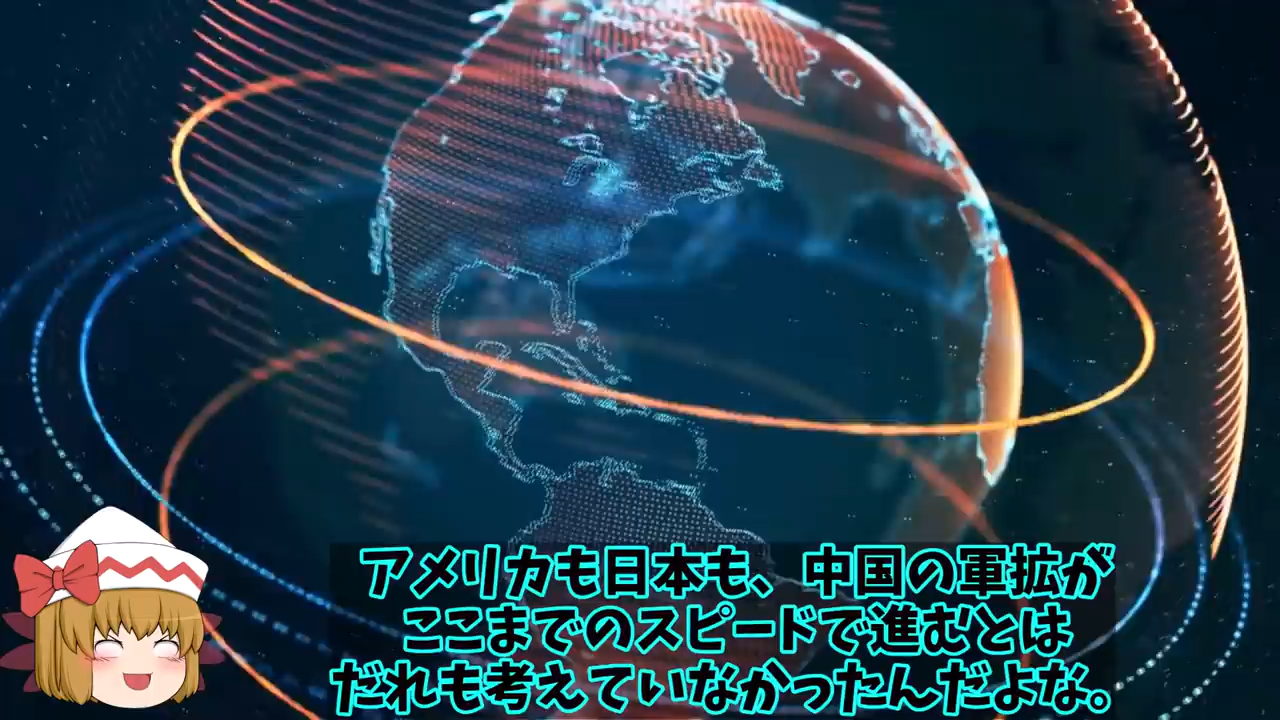 アメリカも日本も、中国の軍拡が
ここまでのスピードで進むとは
だれも考えていなかったんだよな。